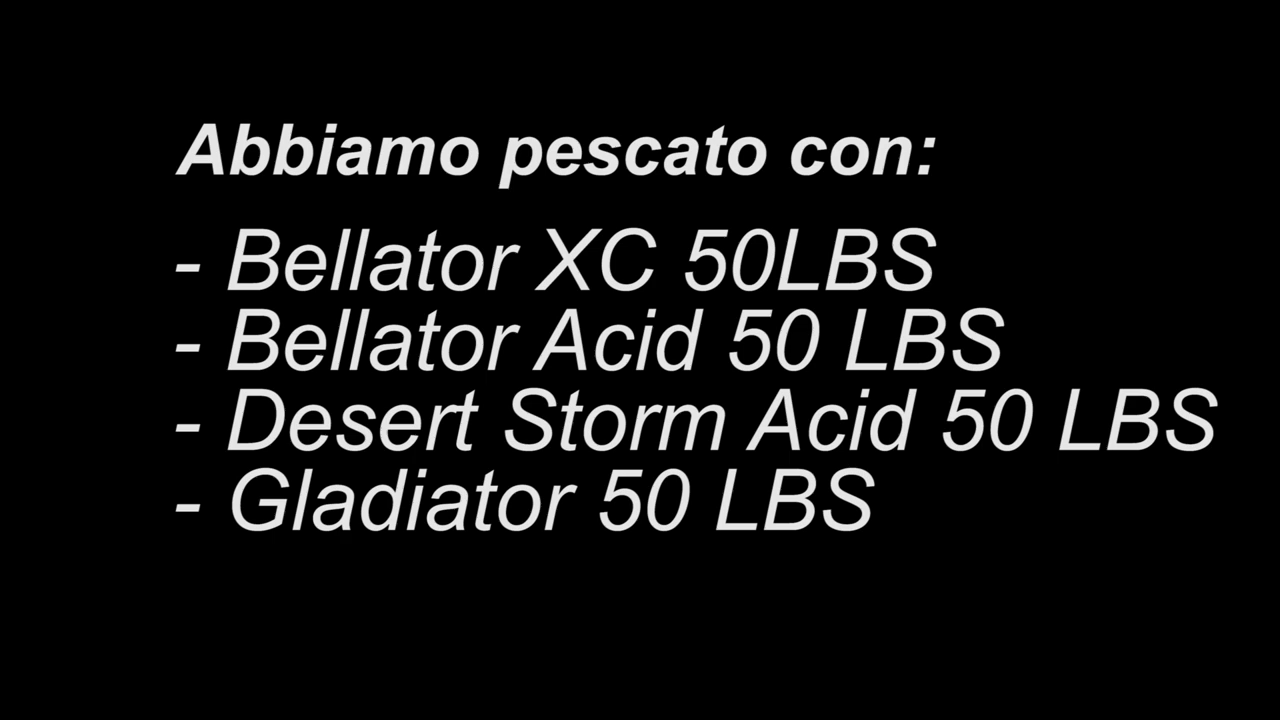 Abbiamo pescato con:
- Bellator XC 50LBS
- Bellator Acid 50 LBS
- Desert Storm Acid 50 LBS
- Gladiator 50 LBS